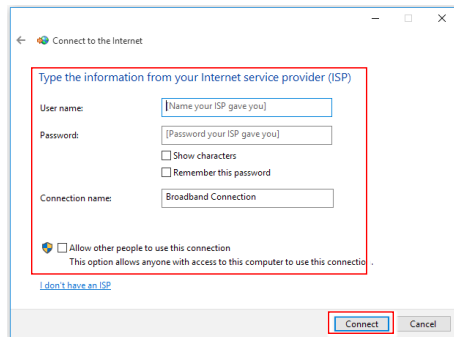 Connect to the Internet
Type the information from your Internet service provider (ISP)
User name: [Name your ISP gave you]
Password: [Password your ISP gave you]
Show characters
Remember this password
Connection name: Broadband Connection
Allow other people to use this connection
This option allows anyone with access to this computer to use this connectio .
I don't have an ISP
Connect Cancel